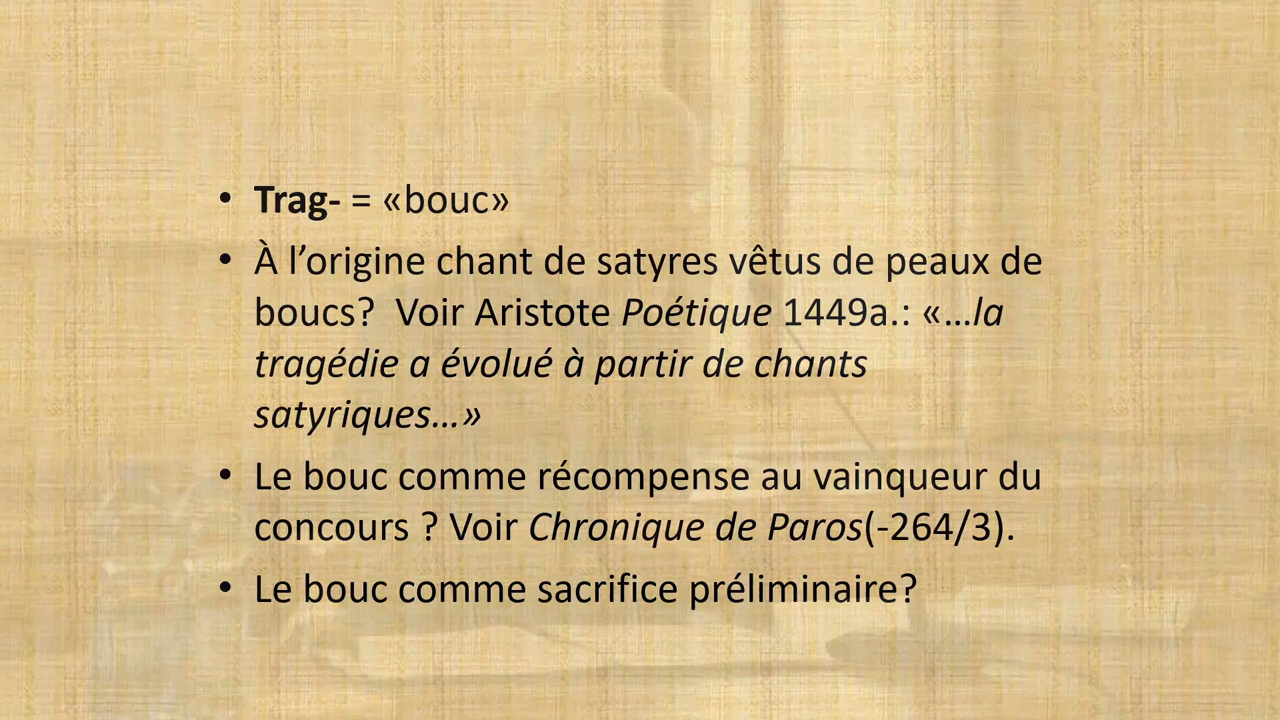 • Trag- = «bouc»
• À l’origine chant de satyres vêtus de peaux de
boucs?  Voir Aristote Poétique 1449a.: «…la
tragédie a évolué à partir de chants
satyriques…»
• Le bouc comme récompense au vainqueur du
concours ? Voir Chronique de Paros(-264/3).
• Le bouc comme sacrifice préliminaire?